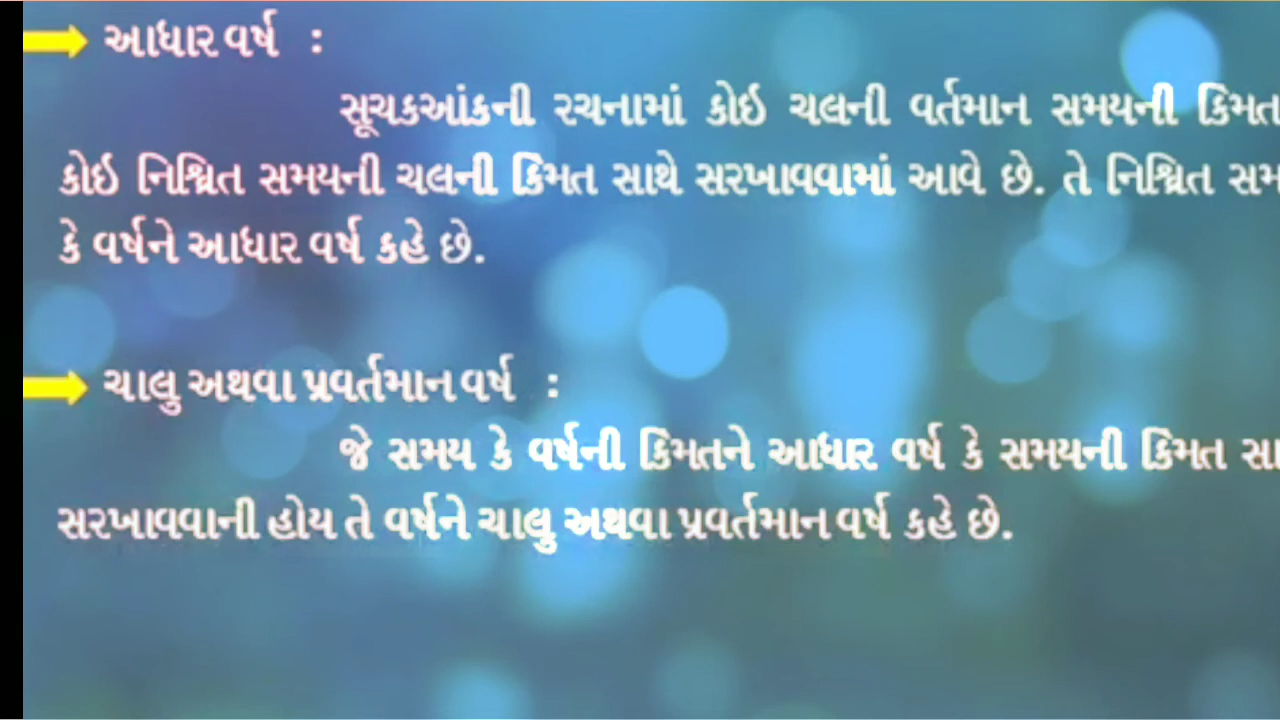 આધાર વર્ષ :
સૂચકઆંકની રચનામાં કોઇ ચલની વર્તમાન સમયની કિંમત
કોઇ નિશ્ચિત સમયની ચલની કિંમત સાથે સરખાવવામાં આવે છે. તે નિશ્ચિત સમ
કે વર્ષને આધાર વર્ષ કહે છે.
ચાલુ અથવા પ્રવર્તમાન વર્ષ :
જે સમય કે વર્ષની કિંમતને આધાર વર્ષ કે સમયની કિંમત સા
સરખાવવાની હોય તે વર્ષને ચાલુ અથવા પ્રવર્તમાન વર્ષ કહે છે.